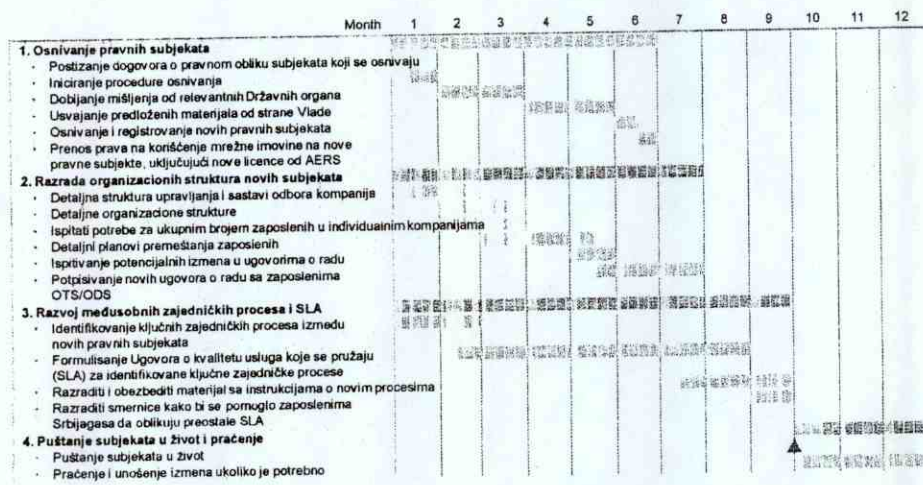 Month 1 2 3 4 5 6 7 8 9 10 11 12
1. Osnivanje pravnih subjekata
· Postizanje dogovora o pravnom obliku subjekata koji se osnivaju
· Iniciranje procedure osnivanja
· Dobijanje mišljenja od relevantnih Državnih organa
· Usvajanje predloženih materijala od strane Vlade
· Osnivanje i registrovanje novih pravnih subjekata
· Prenos prava na korišćenje mrežne imovine na nove
pravne subjekte, uključujući nove licence od AERS
2. Razrada organizacionih struktura novih subjekata
· Detaljna struktura upravljanja i sastavi odbora kompanija
· Detaljne organizacione strukture
· Ispitati potrebe za ukupnim brojem zaposlenih u individualnim kompanijama
· Detaljni planovi premeštanja zaposlenih
· Ispitivanje potencijalnih izmena u ugovorima o radu
· Potpisivanje novih ugovora o radu sa zaposlenima
OTS/ODS
3. Razvoj međusobnih zajedničkih procesa i SLA
· Identifikovanje ključnih zajedničkih procesa između
novih pravnih subjekata
· Formulisanje Ugovora o kvalitetu usluga koje se pružaju
(SLA) za identifikovane ključne zajedničke procese
· Razraditi i obezbediti materijal sa instrukcijama o novim procesima
· Razraditi smernice kako bi se pomoglo zaposlenima
Srbijagasa da oblikuju preostale SLA
4. Puštanje subjekata u život i praćenje
· Puštanje subjekata u život
· Praćenje i unošenje izmena ukoliko je potrebno